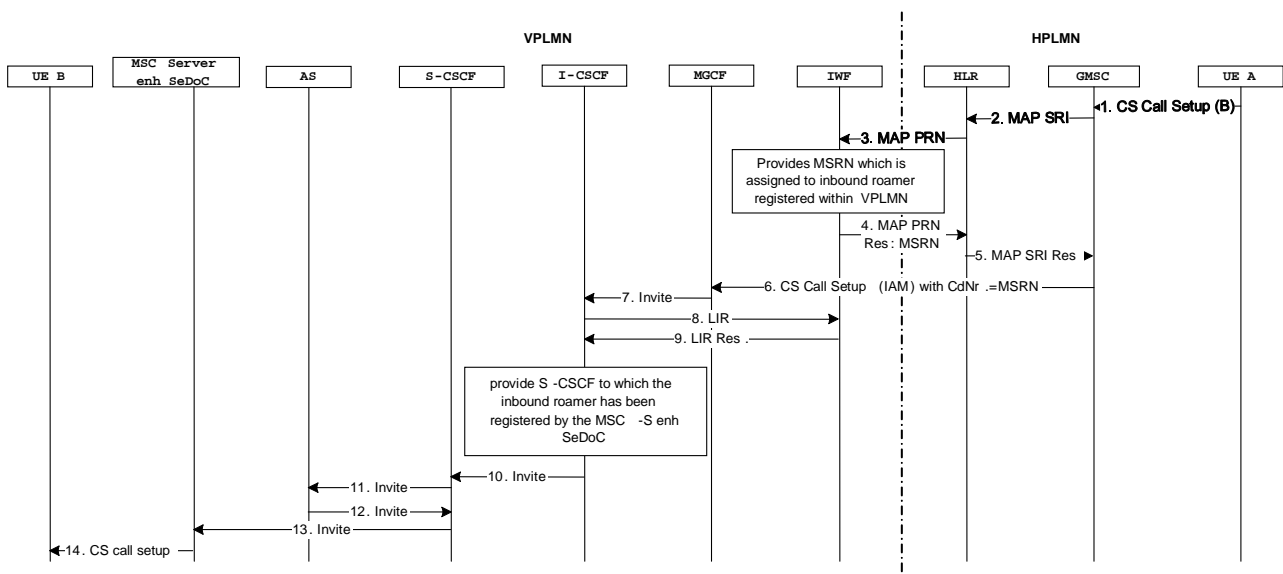 VPLMN
HPLMN
UE B
MSC Server
enh SeDoC
AS
S-CSCF
I-CSCF
MGCF
IWF
HLR
GMSC
UE A
1. CS Call Setup (B)
2. MAP SRI
3. MAP PRN
Provides MSRN which is
assigned to inbound roamer
registered within VPLMN
4. MAP PRN
Res: MSRN
5. MAP SRI Res
6. CS Call Setup (IAM) with CdNr .=MSRN
7. Invite
8. LIR
9. LIR Res .
provide S -CSCF to which the
inbound roamer has been
registered by the MSC -S enh
SeDoC
10. Invite
11. Invite
12. Invite
13. Invite
14. CS call setup